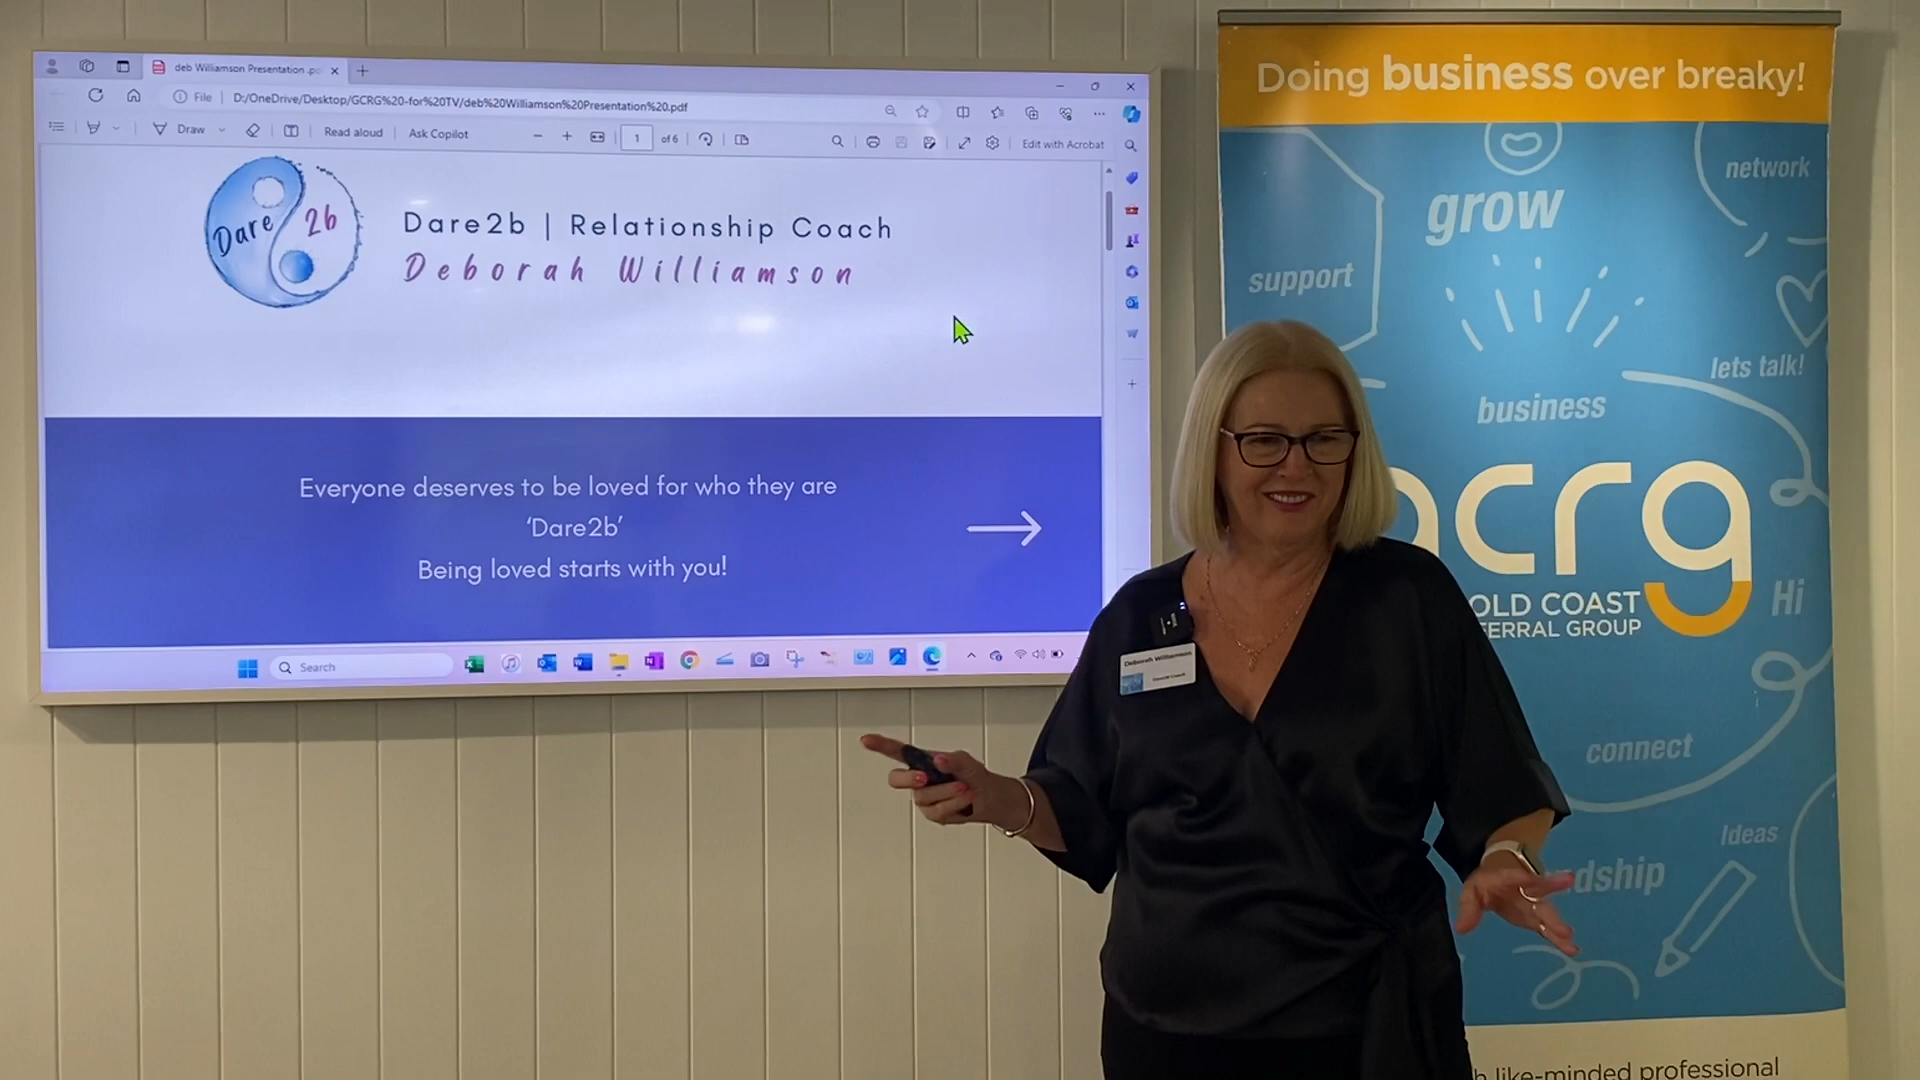 deb Williamson Presentation .p
File
D:/OneDrive/Desktop/GCRG%20-for%20TV/deb%20Williamson%20Presentation%20.pdf
Draw
Read aloud
Ask Copilot
1
of 6
Edit with Acrobat
Dare 2b
Dare2b | Relationship Coach
Deborah Williamson
Everyone deserves to be loved for who they are
‘Dare2b’
Being loved starts with you!
Search
Deborah Williamson
Doing business over breaky!
network
grow
support
lets talk!
business
crg
OLD COAST
ERRAL GROUP
Hi
connect
Ideas
dship
h like-minded professional